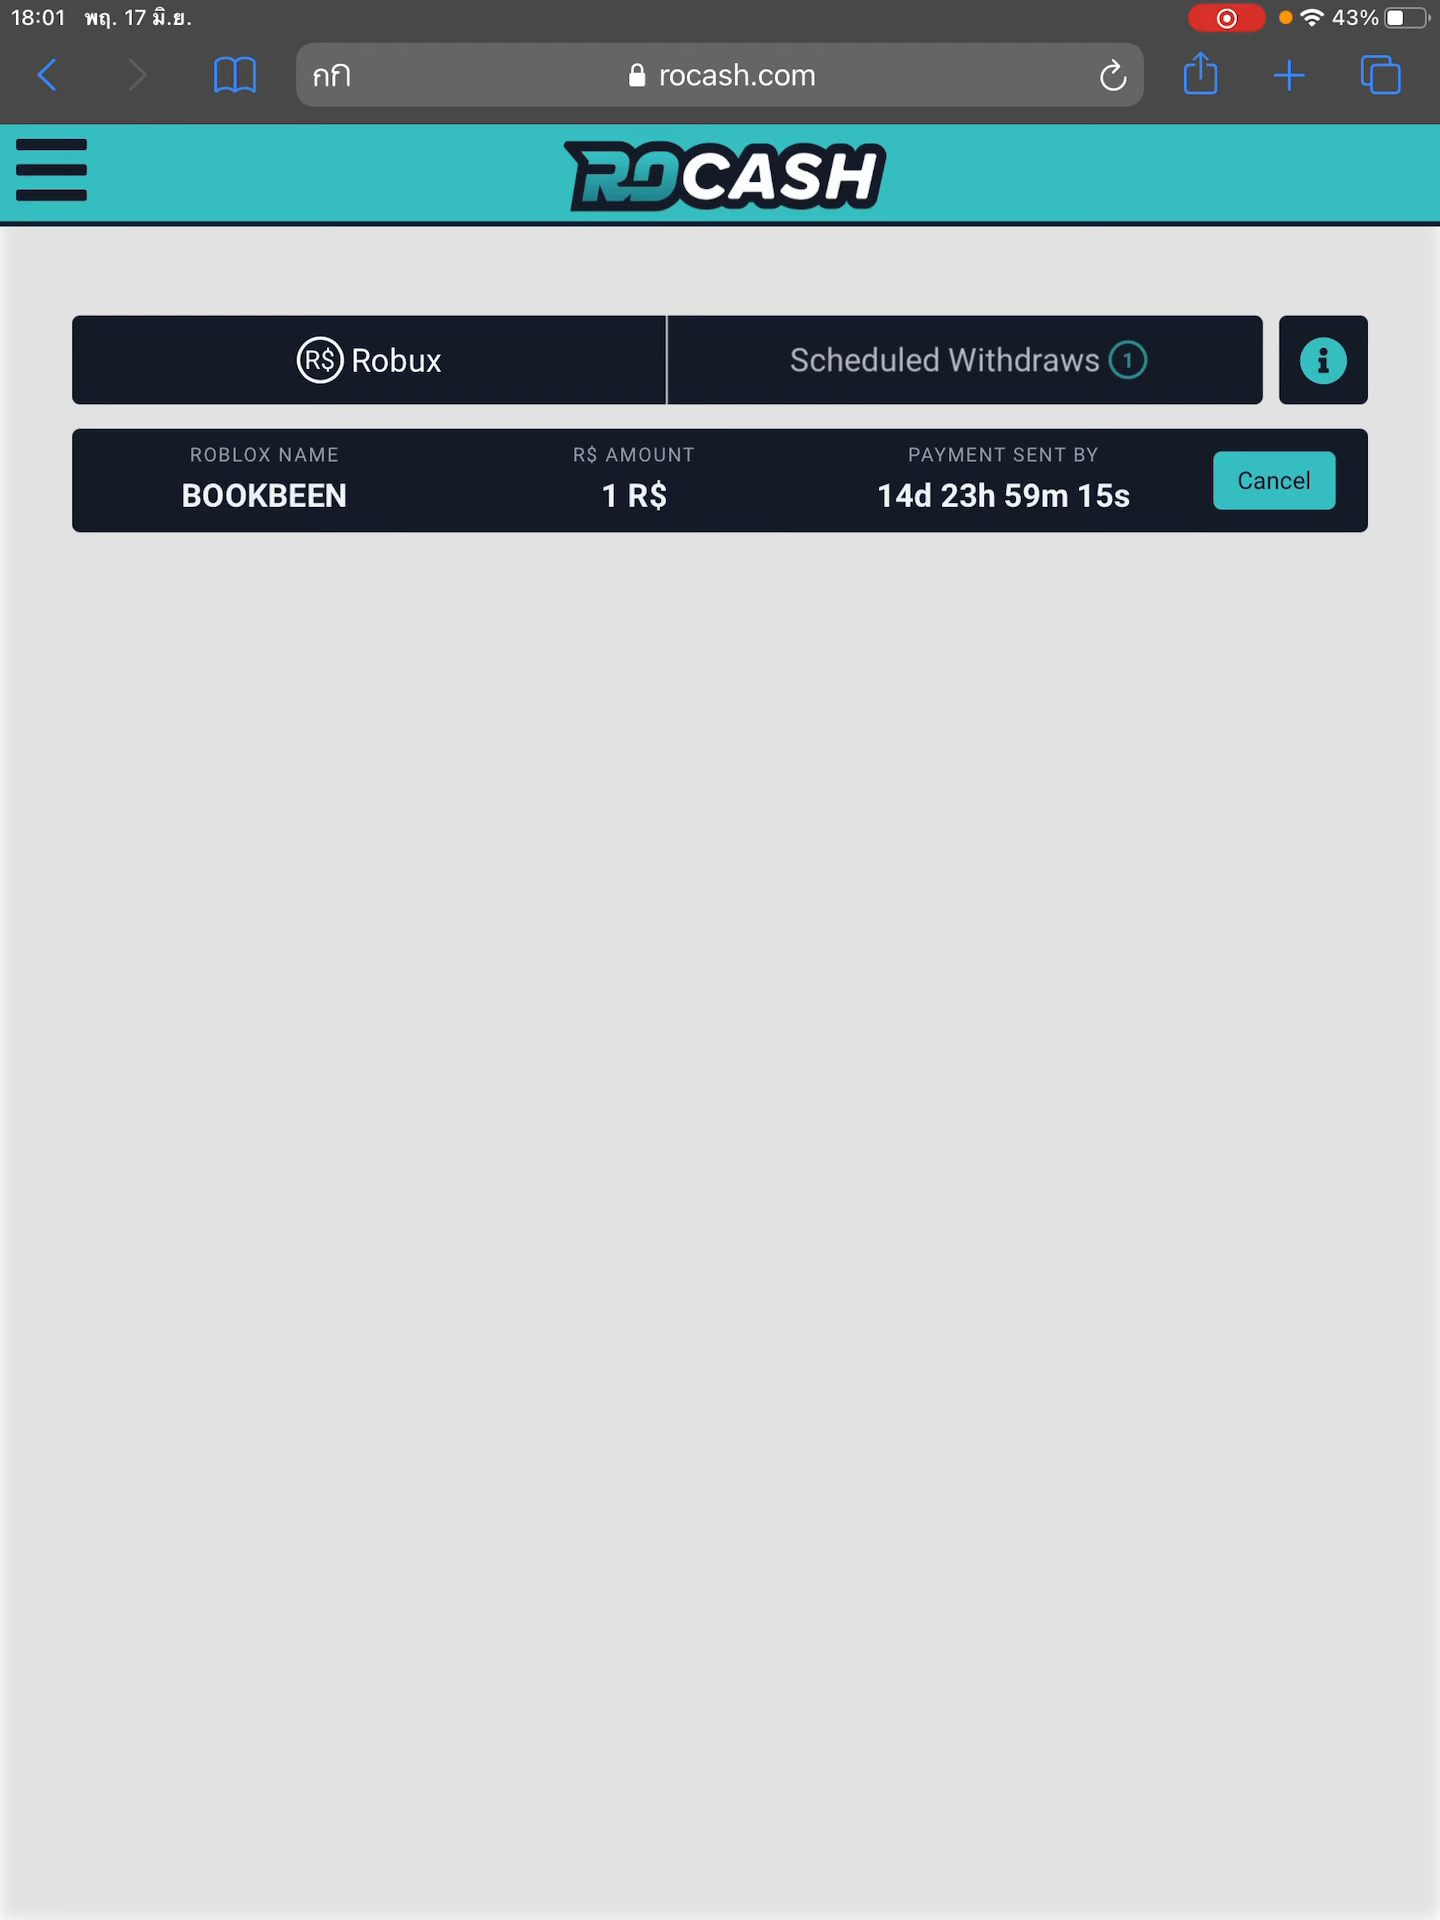 18:01 พฤ. 17 มิ.ย. 43%
กก rocash.com
ROCASH
R$ Robux Scheduled Withdraws 1
ROBLOX NAME R$ AMOUNT PAYMENT SENT BY
BOOKBEEN 1 R$ 14d 23h 59m 15s Cancel